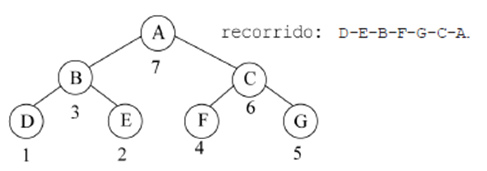 A recorrido: D-E-B-F-G-C-A.
7
B C
3 6
D E F G
1 2 4 5